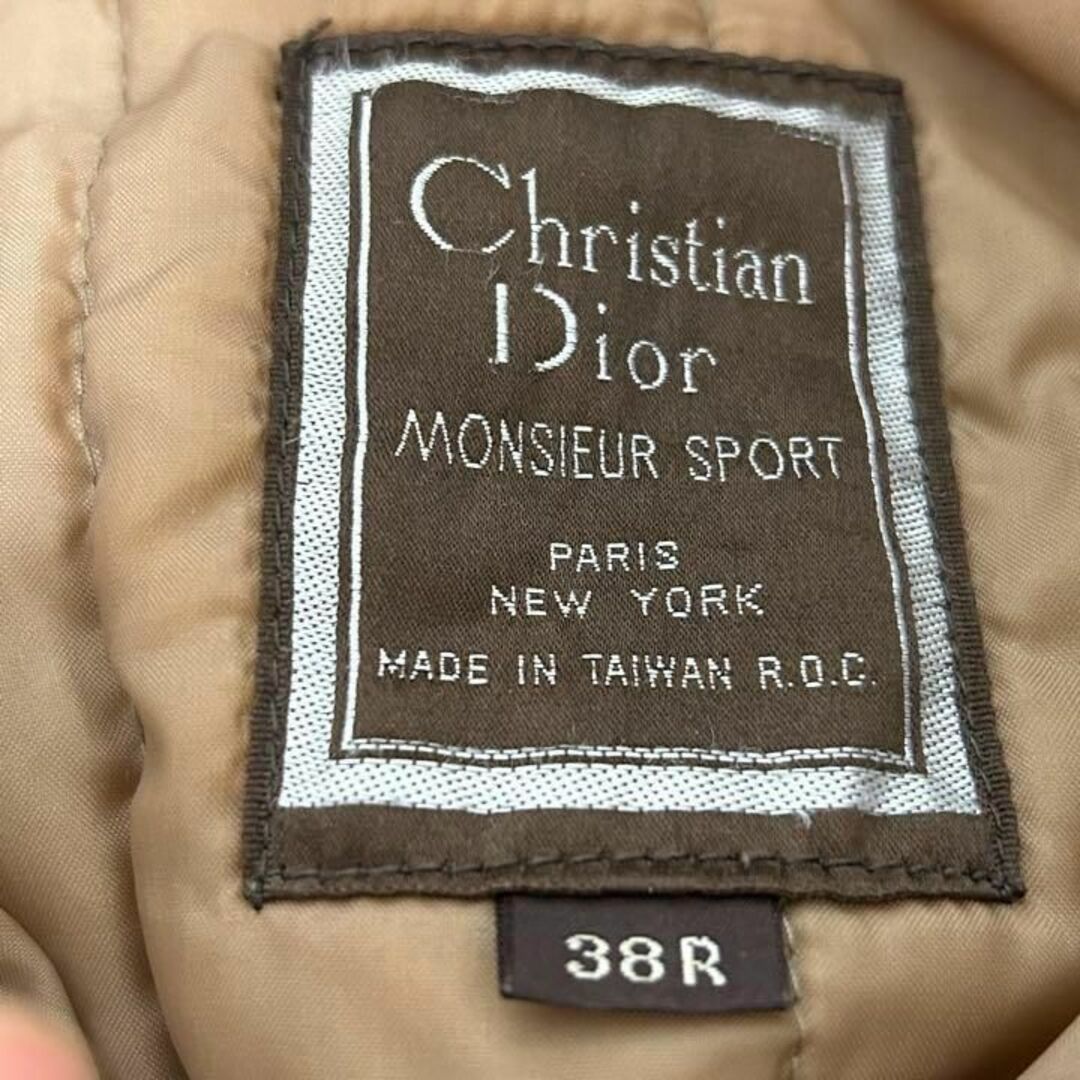 Christian
Dior
MONSIEUR SPORT
PARIS
NEW YORK
MADE IN TAIWAN R.O.C.
38R